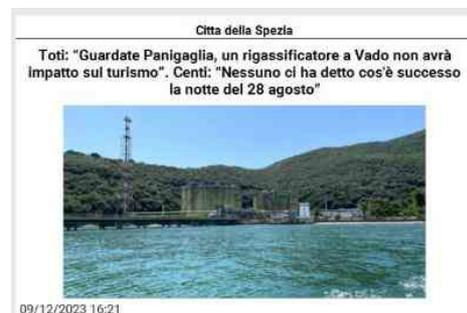 Citta della Spezia
Toti: “Guardate Panigaglia, un rigassificatore a Vado non avrà
impatto sul turismo”. Centi: “Nessuno ci ha detto cos'è successo
la notte del 28 agosto”
09/12/2023 16:21